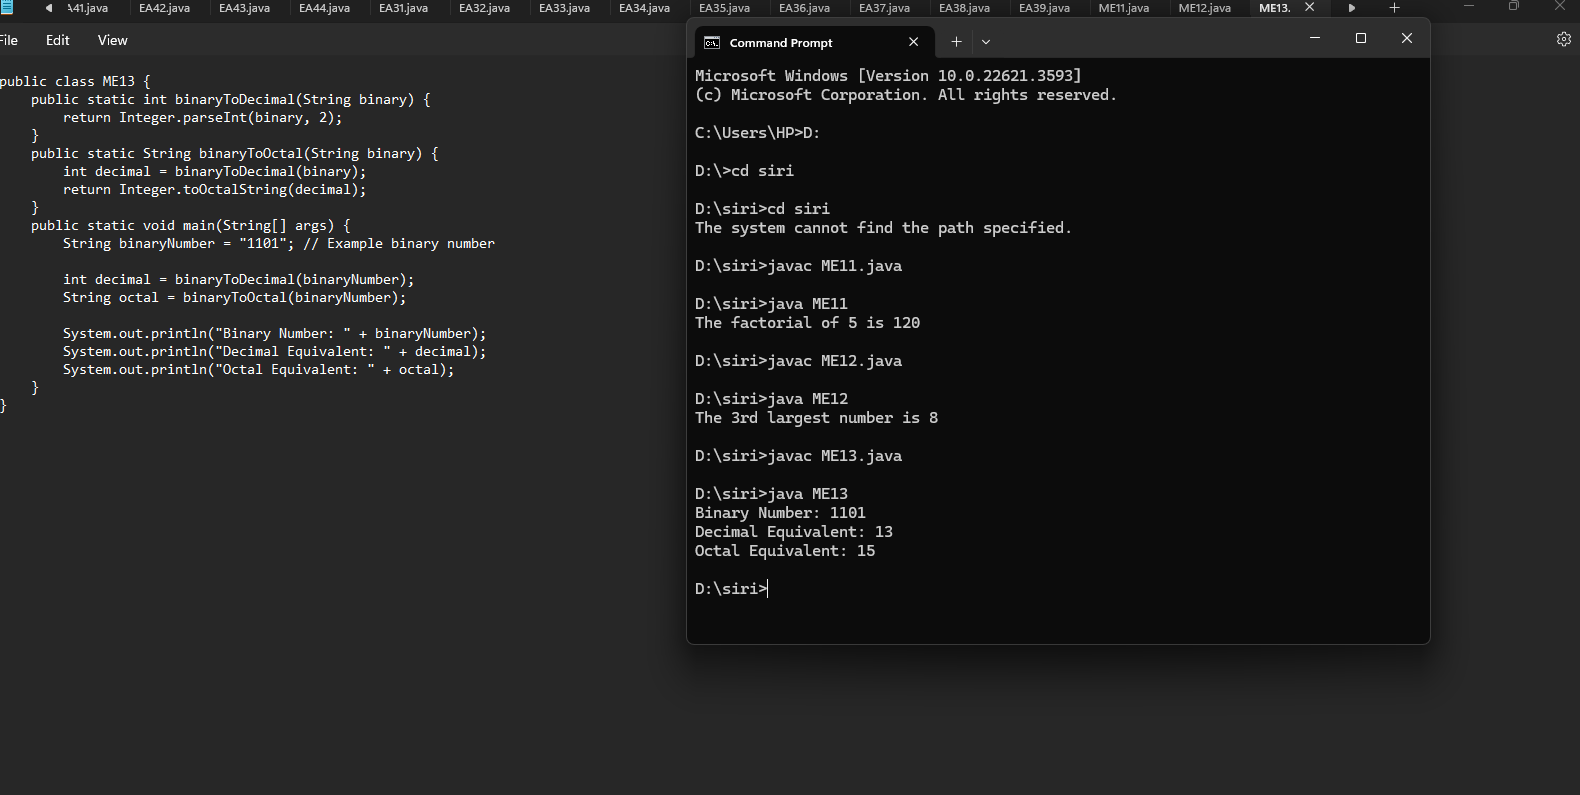 41.java EA42.java EA43.java EA44.java EA31.java EA32.java EA33.java EA34.java EA35.java EA36.java EA37.java EA38.java EA39.java ME11.java ME12.java ME13.
File Edit View
public class ME13 {
    public static int binaryToDecimal(String binary) {
        return Integer.parseInt(binary, 2);
    }
    public static String binaryToOctal(String binary) {
        int decimal = binaryToDecimal(binary);
        return Integer.toOctalString(decimal);
    }
    public static void main(String[] args) {
        String binaryNumber = "1101"; // Example binary number
        int decimal = binaryToDecimal(binaryNumber);
        String octal = binaryToOctal(binaryNumber);
        System.out.println("Binary Number: " + binaryNumber);
        System.out.println("Decimal Equivalent: " + decimal);
        System.out.println("Octal Equivalent: " + octal);
    }
}
Command Prompt
Microsoft Windows [Version 10.0.22621.3593]
(c) Microsoft Corporation. All rights reserved.
C:\Users\HP>D:
D:\>cd siri
D:\siri>cd siri
The system cannot find the path specified.
D:\siri>javac ME11.java
D:\siri>java ME11
The factorial of 5 is 120
D:\siri>javac ME12.java
D:\siri>java ME12
The 3rd largest number is 8
D:\siri>javac ME13.java
D:\siri>java ME13
Binary Number: 1101
Decimal Equivalent: 13
Octal Equivalent: 15
D:\siri>